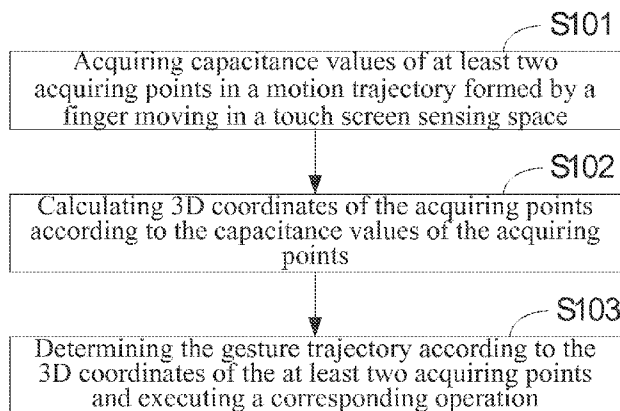 S101
Acquiring capacitance values of at least two
acquiring points in a motion trajectory formed by a
finger moving in a touch screen sensing space
S102
Calculating 3D coordinates of the acquiring points
according to the capacitance values of the acquiring
points
S103
Determining the gesture trajectory according to the
3D coordinates of the at least two acquiring points
and executing a corresponding operation